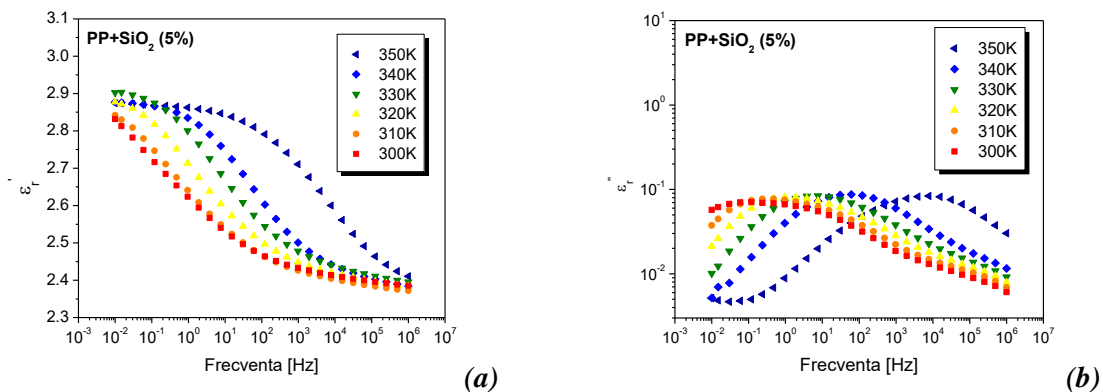 PP+SiO₂ (5%)
350K
340K
330K
320K
310K
300K
3.1
3.0
2.9
2.8
2.7
2.6
2.5
2.4
2.3
εᵣ'
10⁻³ 10⁻² 10⁻¹ 10⁰ 10¹ 10² 10³ 10⁴ 10⁵ 10⁶ 10⁷
Frecventa [Hz]
(a)
PP+SiO₂ (5%)
350K
340K
330K
320K
310K
300K
10¹
10⁰
10⁻¹
10⁻²
εᵣ"
10⁻³ 10⁻² 10⁻¹ 10⁰ 10¹ 10² 10³ 10⁴ 10⁵ 10⁶ 10⁷
Frecventa [Hz]
(b)